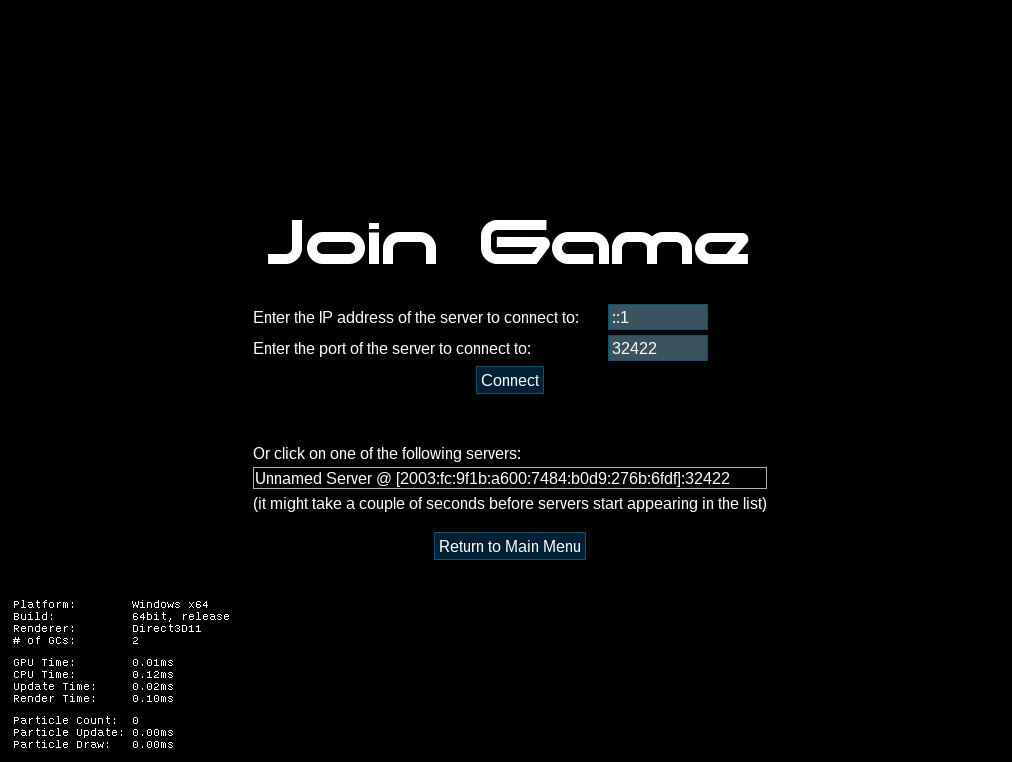 Join Game
Enter the IP address of the server to connect to: ::1
Enter the port of the server to connect to: 32422
Connect
Or click on one of the following servers:
Unnamed Server @ [2003:fc:9f1b:a600:7484:b0d9:276b:6fdf]:32422
(it might take a couple of seconds before servers start appearing in the list)
Return to Main Menu
Platform: Windows x64
Build: 64bit, release
Renderer: Direct3D11
# of GCs: 2
GPU Time: 0.01ms
CPU Time: 0.12ms
Update Time: 0.02ms
Render Time: 0.10ms
Particle Count: 0
Particle Update: 0.00ms
Particle Draw: 0.00ms